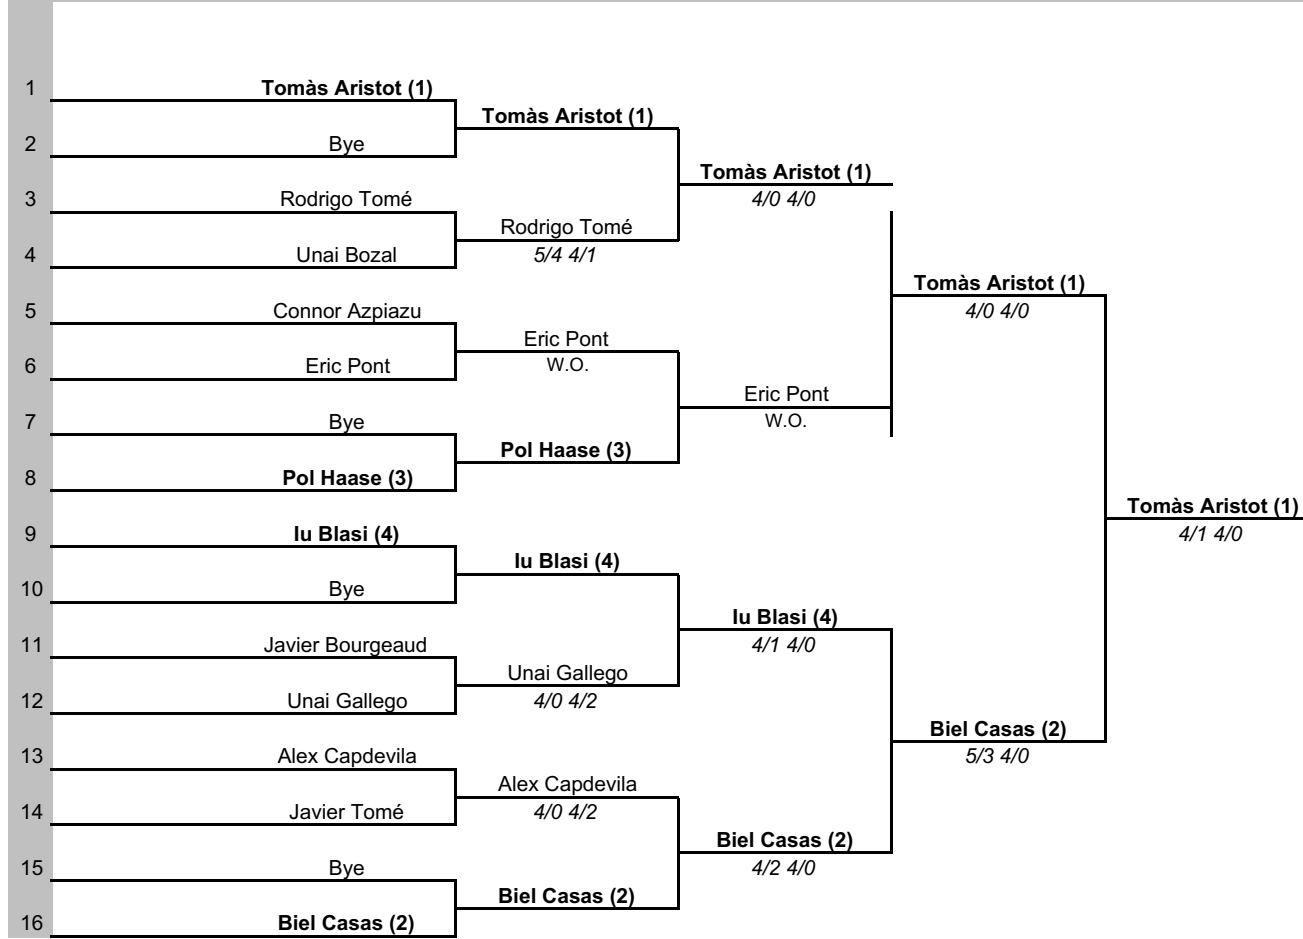 1 Tomàs Aristot (1)
Tomàs Aristot (1)
2 Bye
Tomàs Aristot (1)
3 Rodrigo Tomé 4/0 4/0
Rodrigo Tomé
4 Unai Bozal 5/4 4/1
Tomàs Aristot (1)
5 Connor Azpiazu 4/0 4/0
Eric Pont
6 Eric Pont W.O.
Eric Pont
7 Bye W.O.
Pol Haase (3)
8 Pol Haase (3)
Tomàs Aristot (1)
9 Iu Blasi (4) 4/1 4/0
Iu Blasi (4)
10 Bye
Iu Blasi (4)
11 Javier Bourgeaud 4/1 4/0
Unai Gallego
12 Unai Gallego 4/0 4/2
Biel Casas (2)
13 Alex Capdevila 5/3 4/0
Alex Capdevila
14 Javier Tomé 4/0 4/2
Biel Casas (2)
15 Bye 4/2 4/0
Biel Casas (2)
16 Biel Casas (2)